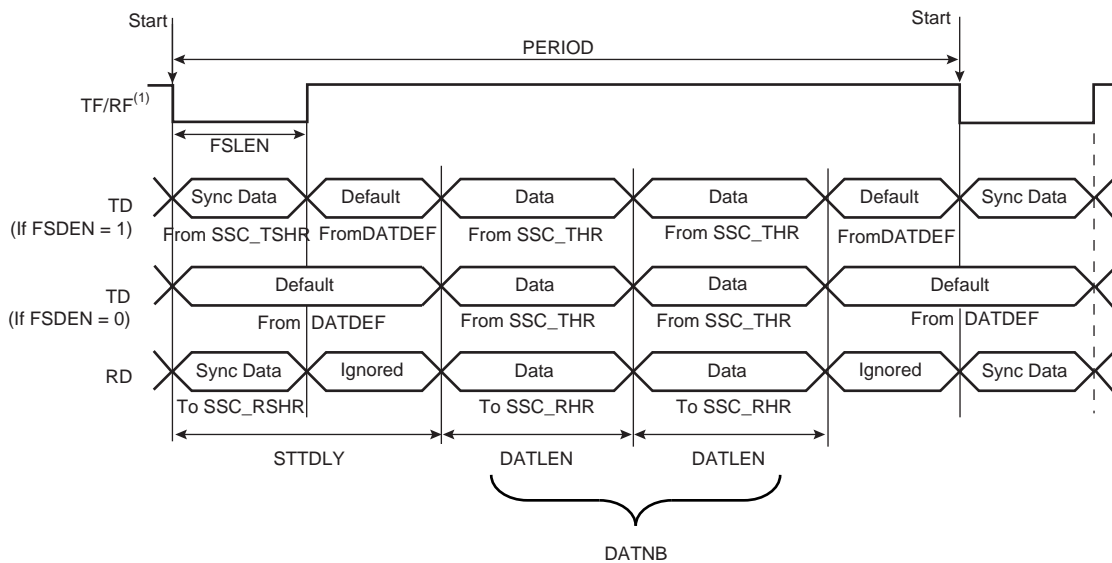 Start
Start
PERIOD
TF/RF(1)
FSLEN
TD
(If FSDEN = 1)
Sync Data
Default
Data
Data
Default
Sync Data
From SSC_TSHR
FromDATDEF
From SSC_THR
From SSC_THR
FromDATDEF
TD
(If FSDEN = 0)
Default
Data
Data
Default
From DATDEF
From SSC_THR
From SSC_THR
From DATDEF
RD
Sync Data
Ignored
Data
Data
Ignored
Sync Data
To SSC_RSHR
To SSC_RHR
To SSC_RHR
STTDLY
DATLEN
DATLEN
DATNB